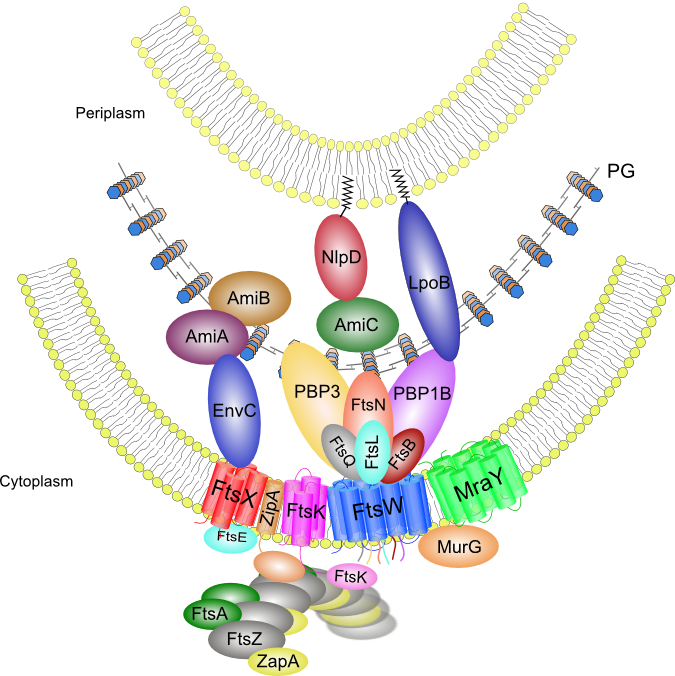 Periplasm
PG
NlpD
LpoB
AmiB
AmiA
AmiC
PBP3
PBP1B
FtsN
EnvC
FtsQ
FtsL
FtsB
Cytoplasm
FtsX
ZipA
FtsK
FtsW
MraY
FtsE
MurG
FtsK
FtsA
FtsZ
ZapA